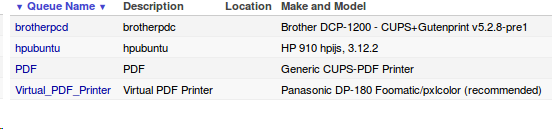 ▼ Queue Name ▼ Description Location Make and Model
brotherpcd brotherpdc Brother DCP-1200 - CUPS+Gutenprint v5.2.8-pre1
hpubuntu hpubuntu HP 910 hpijs, 3.12.2
PDF PDF Generic CUPS-PDF Printer
Virtual_PDF_Printer Virtual PDF Printer Panasonic DP-180 Foomatic/pxlcolor (recommended)